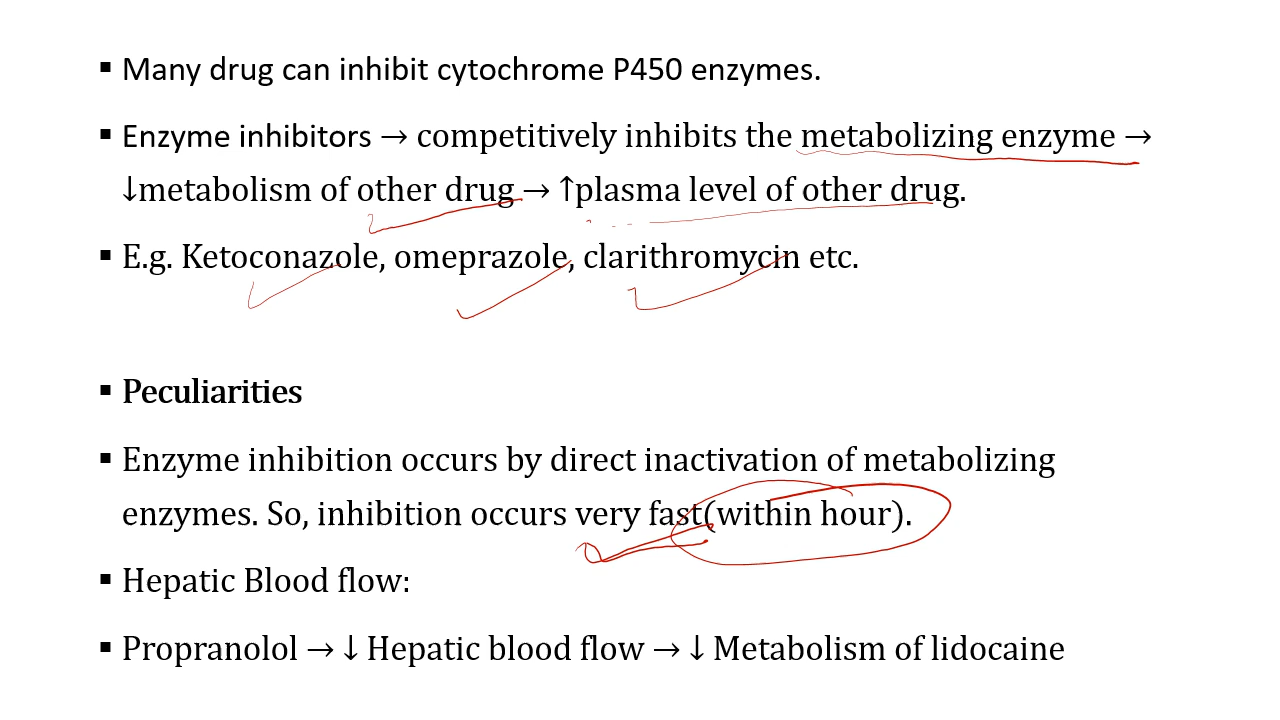 ▪ Many drug can inhibit cytochrome P450 enzymes.
▪ Enzyme inhibitors → competitively inhibits the metabolizing enzyme →
↓metabolism of other drug → ↑plasma level of other drug.
▪ E.g. Ketoconazole, omeprazole, clarithromycin etc.
▪ Peculiarities
▪ Enzyme inhibition occurs by direct inactivation of metabolizing
enzymes. So, inhibition occurs very fast(within hour).
▪ Hepatic Blood flow:
▪ Propranolol → ↓ Hepatic blood flow → ↓ Metabolism of lidocaine